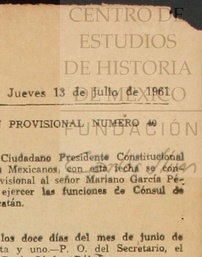 CENTRO DE
ESTUDIOS
DE HISTORIA
DE MEXICO
FUNDACIÓN
Jueves 13 de Julio de 1961
PROVISIONAL NUMERO 40
Ciudadano Presidente Constitucional
Mexicanos, con esta fecha se con-
visional al señor Mariano García Pé-
ejercer las funciones de Cónsul de
catán.
los doce días del mes de junio de
ta y uno—P. O. del Secretario, el